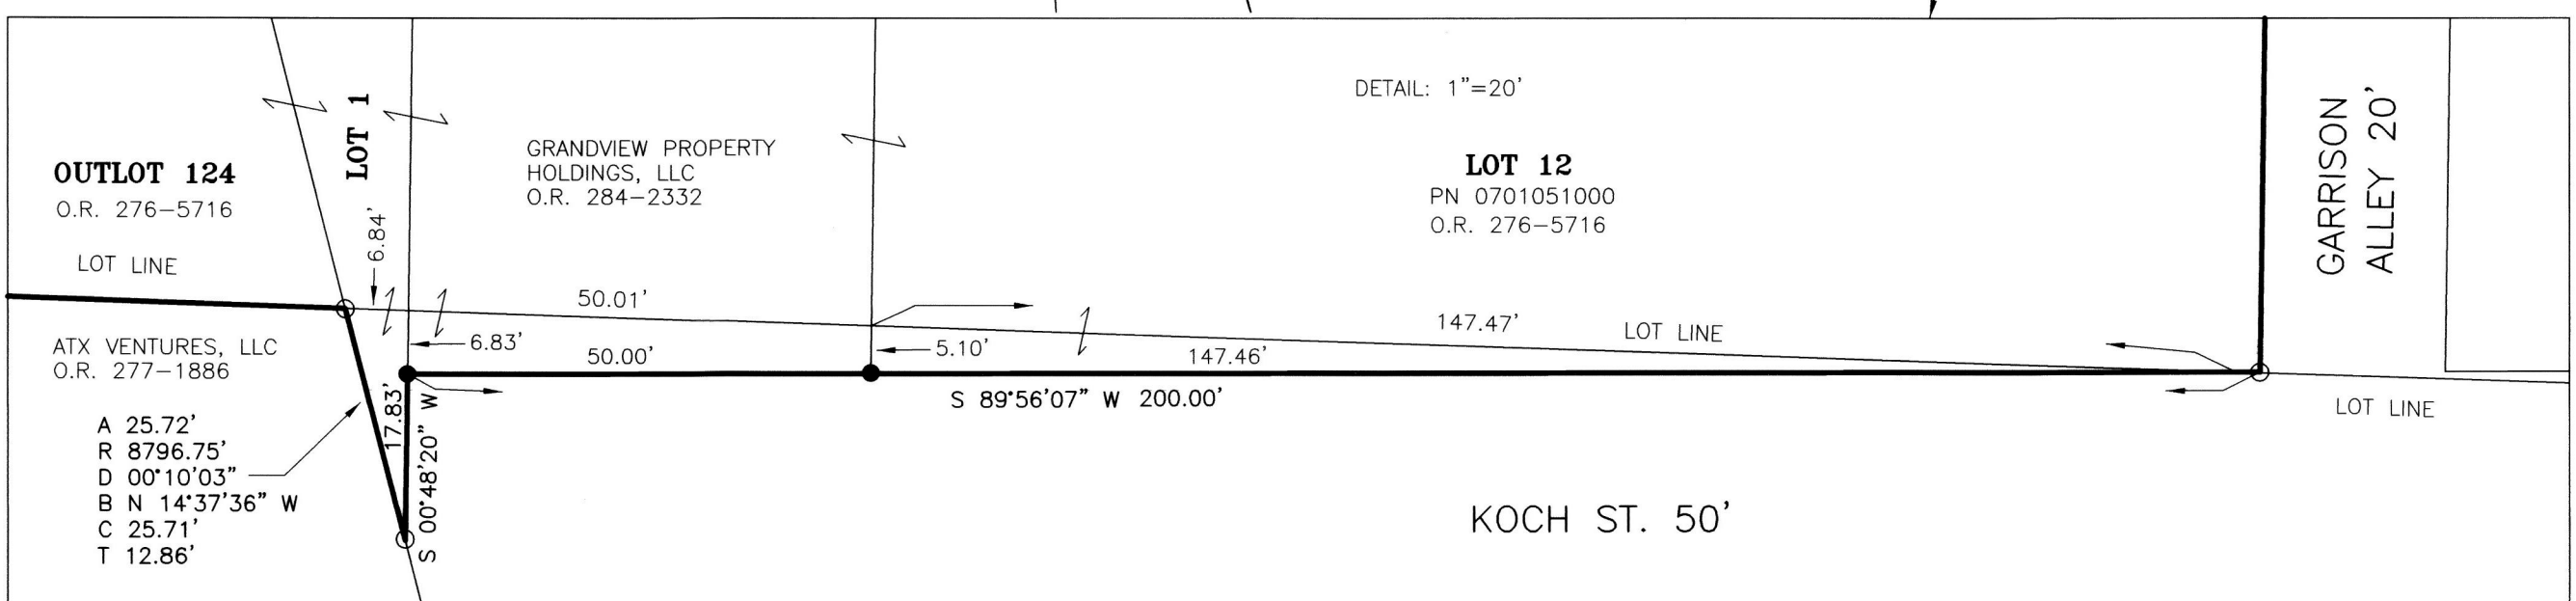 DETAIL: 1"=20'
OUTLOT 124
O.R. 276-5716
LOT LINE
LOT 1
6.84'
GRANDVIEW PROPERTY
HOLDINGS, LLC
O.R. 284-2332
LOT 12
PN 0701051000
O.R. 276-5716
GARRISON
ALLEY 20'
50.01'
6.83'
50.00'
5.10'
147.46'
147.47'
LOT LINE
S 89°56'07" W 200.00'
LOT LINE
ATX VENTURES, LLC
O.R. 277-1886
A 25.72'
R 8796.75'
D 00°10'03"
B N 14°37'36" W
C 25.71'
T 12.86'
17.83'
S 00°48'20" W
KOCH ST. 50'